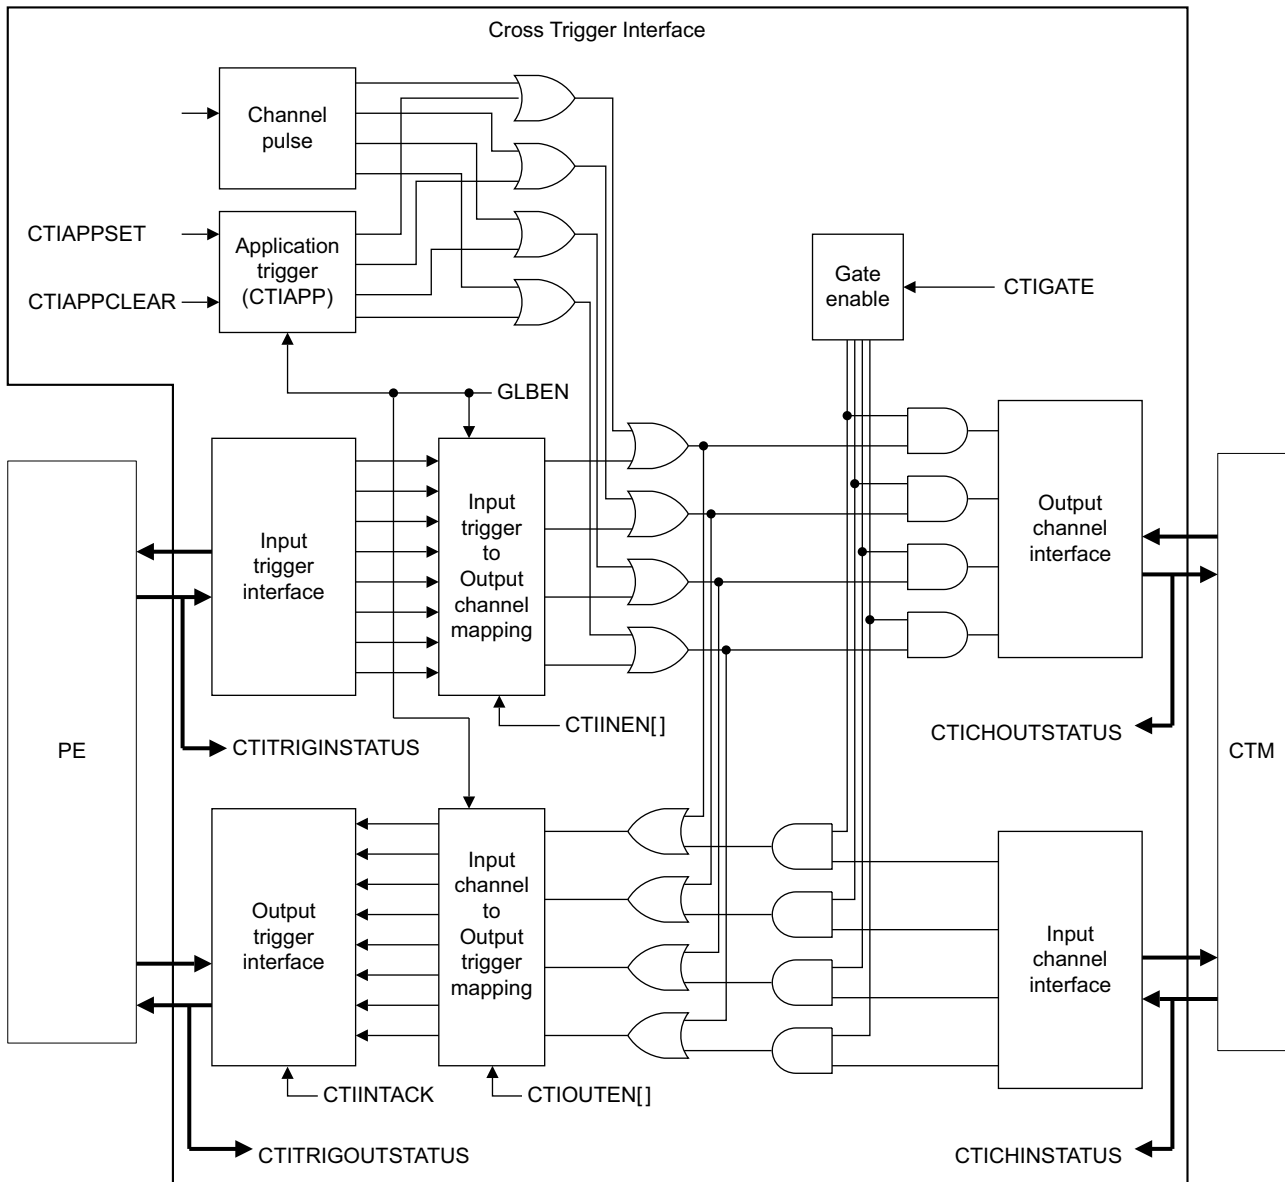 Cross Trigger Interface
Channel
pulse
CTIAPPSET
Application
trigger
(CTIAPP)
CTIAPPCLEAR
Gate
enable
CTIGATE
GLBEN
Input
trigger
interface
Input
trigger
to
Output
channel
mapping
Output
channel
interface
PE
CTITRIGINSTATUS
CTIINEN[]
CTICHOUTSTATUS
CTM
Output
trigger
interface
Input
channel
to
Output
trigger
mapping
Input
channel
interface
CTIINTACK
CTIOUTEN[]
CTITRIGOUTSTATUS
CTICHINSTATUS